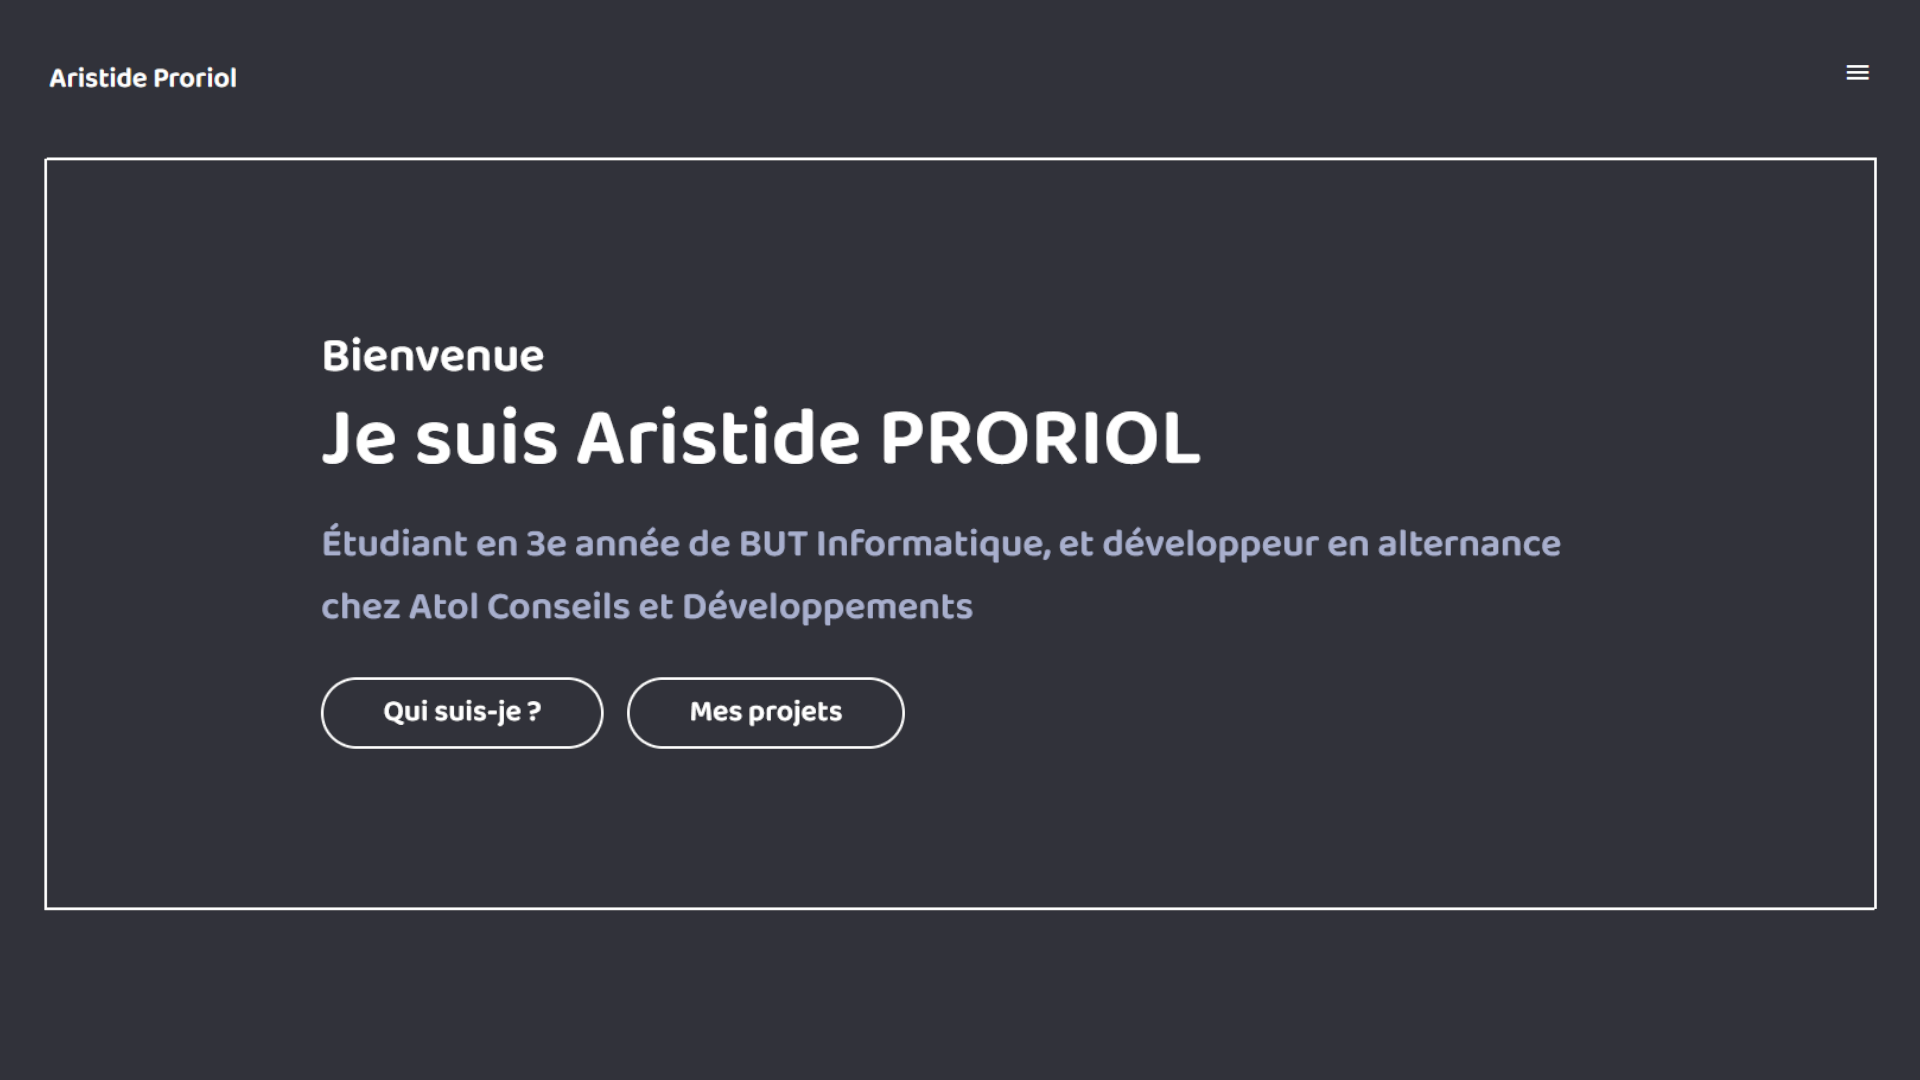 Aristide Proriol
Bienvenue
Je suis Aristide PRORIOL
Étudiant en 3e année de BUT Informatique, et développeur en alternance
chez Atol Conseils et Développements
Qui suis-je ?
Mes projets